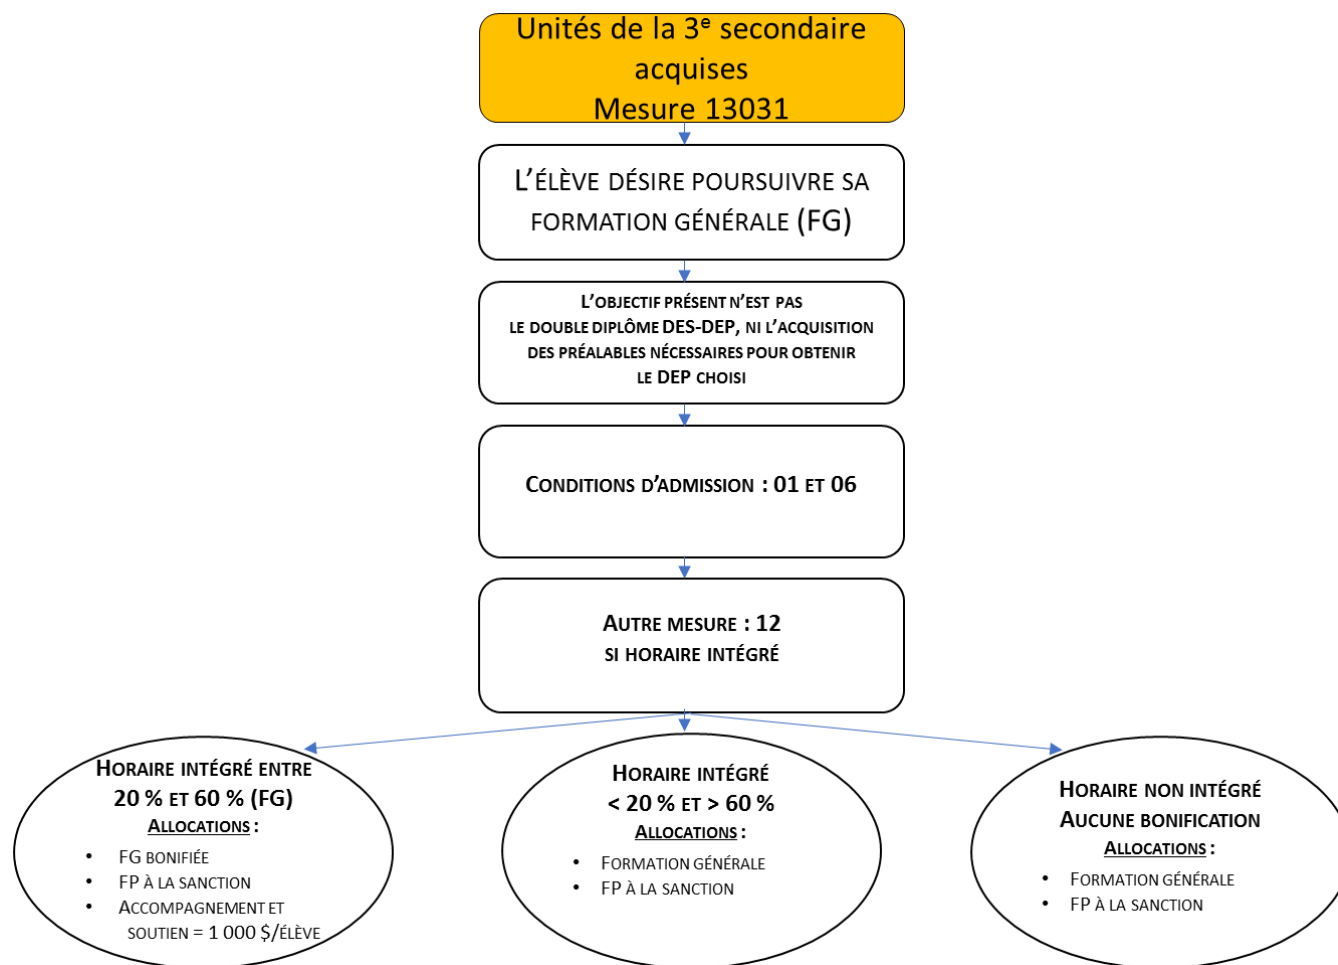 Unités de la 3e secondaire
acquises
Mesure 13031
L'ÉLÈVE DÉSIRE POURSUIVRE SA
FORMATION GÉNÉRALE (FG)
L'OBJECTIF PRÉSENT N'EST PAS
LE DOUBLE DIPLÔME DES-DEP, NI L'ACQUISITION
DES PRÉALABLES NÉCESSAIRES POUR OBTENIR
LE DEP CHOISI
CONDITIONS D'ADMISSION : 01 ET 06
AUTRE MESURE : 12
SI HORAIRE INTÉGRÉ
HORAIRE INTÉGRÉ ENTRE
20 % ET 60 % (FG)
ALLOCATIONS :
• FG BONIFIÉE
• FP À LA SANCTION
• ACCOMPAGNEMENT ET
SOUTIEN = 1 000 $/ÉLÈVE
HORAIRE INTÉGRÉ
< 20 % ET > 60 %
ALLOCATIONS :
• FORMATION GÉNÉRALE
• FP À LA SANCTION
HORAIRE NON INTÉGRÉ
AUCUNE BONIFICATION
ALLOCATIONS :
• FORMATION GÉNÉRALE
• FP À LA SANCTION